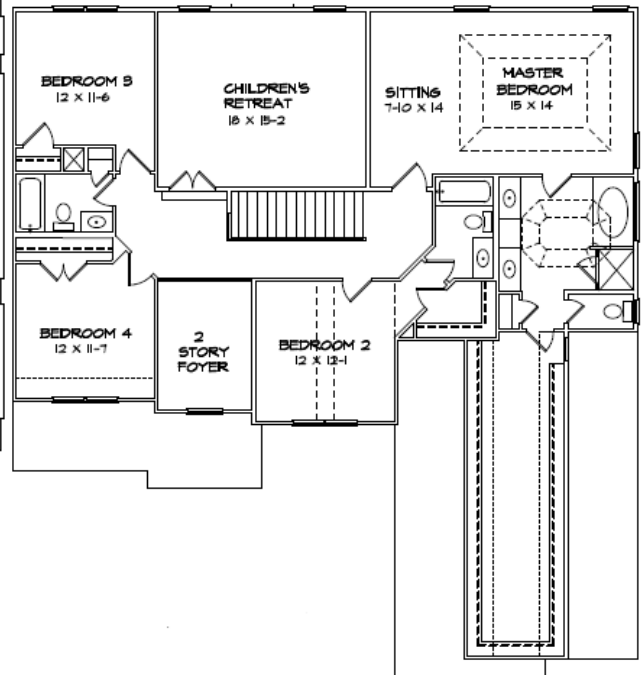 BEDROOM 3
12 X 11-6
CHILDREN'S
RETREAT
18 X 15-2
SITTING
7-10 X 14
MASTER
BEDROOM
15 X 14
BEDROOM 4
12 X 11-7
2
STORY
FOYER
BEDROOM 2
12 X 12-1